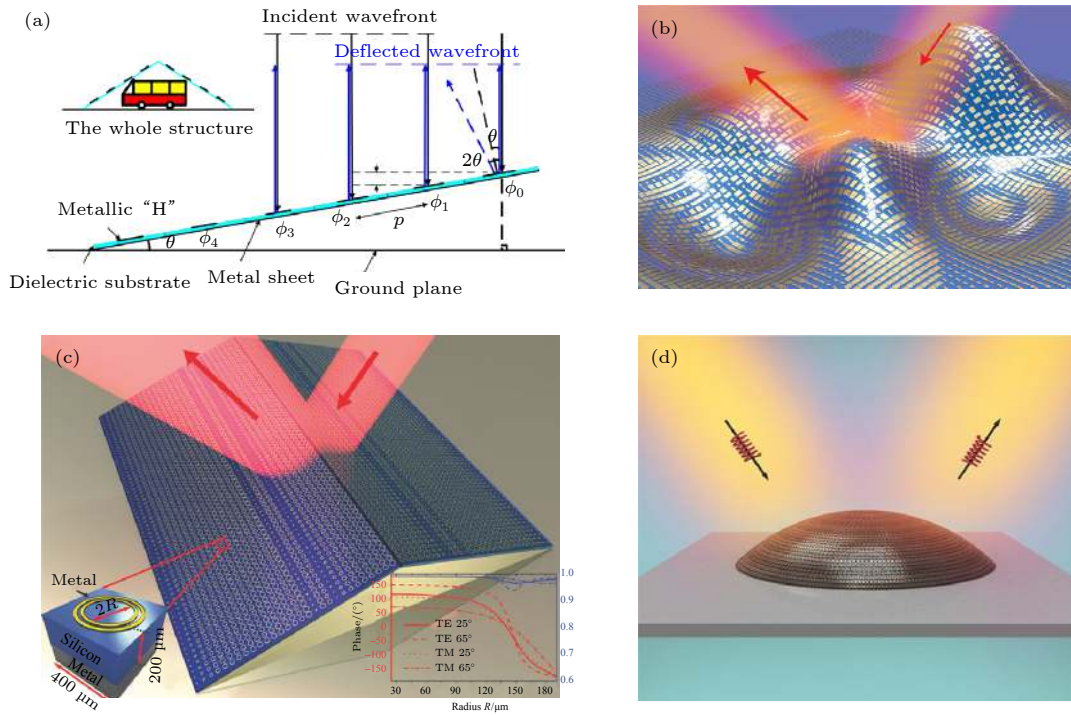 (a)
Incident wavefront
Deflected wavefront
The whole structure
θ
2θ
ϕ0
ϕ1
p
ϕ2
ϕ3
ϕ4
θ
Metallic “H”
Dielectric substrate
Metal sheet
Ground plane
(b)
(c)
Metal
2R
Silicon
Metal
200 μm
400 μm
Phase/(°)
150
100
50
0
−50
−100
−150
TE 25°
TE 65°
TM 25°
TM 65°
1.0
0.9
0.8
0.7
0.6
30 60 90 120 150 180
Radius R/μm
(d)